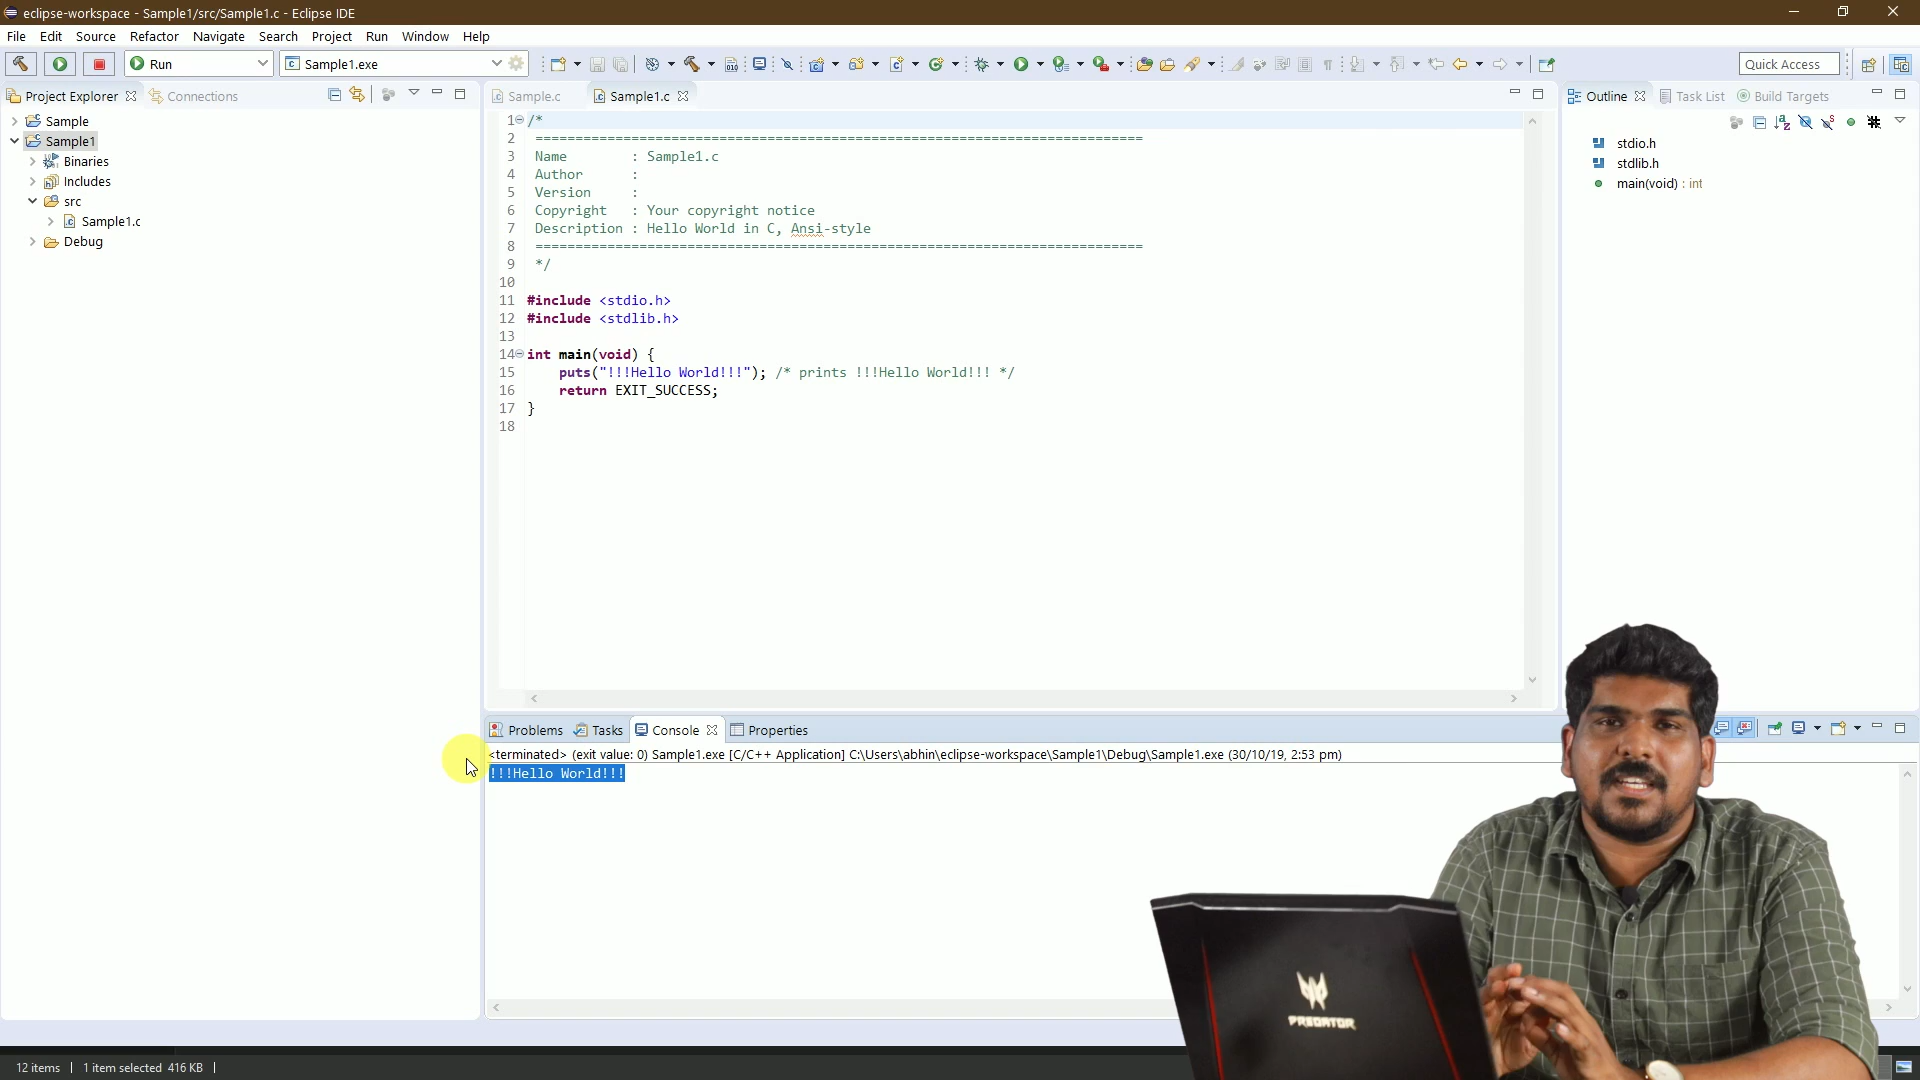 eclipse-workspace - Sample1/src/Sample1.c - Eclipse IDE
File Edit Source Refactor Navigate Search Project Run Window Help
Run Sample1.exe Quick Access
Project Explorer Connections
Sample
Sample1
Binaries
Includes
src
Sample1.c
Debug
Sample.c Sample1.c
1 /*
2 ============================================================================
3 Name : Sample1.c
4 Author :
5 Version :
6 Copyright : Your copyright notice
7 Description : Hello World in C, Ansi-style
8 ============================================================================
9 */
10
11 #include <stdio.h>
12 #include <stdlib.h>
13
14 int main(void) {
15 puts("!!!Hello World!!!"); /* prints !!!Hello World!!! */
16 return EXIT_SUCCESS;
17 }
18
Outline Task List Build Targets
stdio.h
stdlib.h
main(void) : int
Problems Tasks Console Properties
<terminated> (exit value: 0) Sample1.exe [C/C++ Application] C:\Users\abhin\eclipse-workspace\Sample1\Debug\Sample1.exe (30/10/19, 2:53 pm)
!!!Hello World!!!
PREDATOR
12 items 1 item selected 416 KB